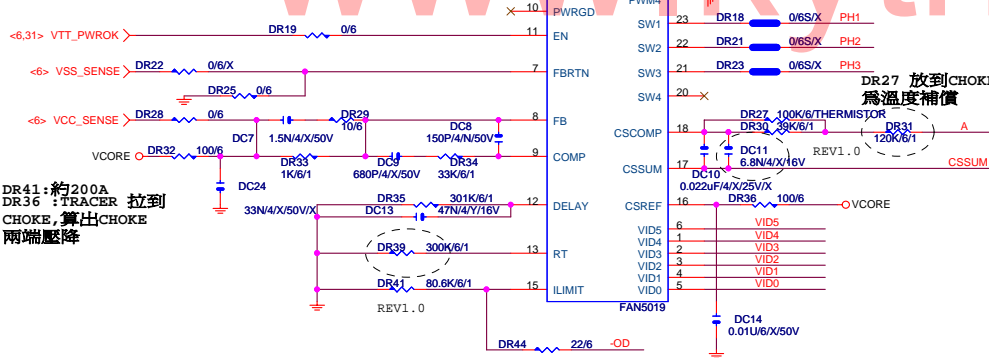 10 PWRGD
PWM4
<6,31> VTT_PWROK DR19 0/6 11 EN
SW1 23 DR18 0/6S/X PH1
SW2 22 DR21 0/6S/X PH2
<6> VSS_SENSE DR22 0/6/X 7 FBRTN
SW3 21 DR23 0/6S/X PH3
DR25 0/6
SW4 20
DR27 放到CHOKE
為溫度補償
<6> VCC_SENSE DR28 0/6
DC7 1.5N/4/X/50V
DR29
10/6
DC8
150P/4/N/50V
8 FB
CSCOMP 18
DR27 100K/6/THERMISTOR
DR30 39K/6/1
DR31
120K/6/1
A
REV1.0
VCORE DR32 100/6
DR33
1K/6/1
DC9
680P/4/X/50V
DR34
33K/6/1
9 COMP
DC11
6.8N/4/X/16V
CSSUM 17
CSSUM
DC10
0.022uF/4/X/25V/X
DC24
33N/4/X/50V/X
DR41:約200A
DR36 :TRACER 拉到
CHOKE,算出CHOKE
兩端壓降
DR35 301K/6/1
DC13 47N/4/Y/16V
12 DELAY
CSREF 16 DR36 100/6 VCORE
VID5 6 VID5
VID4 1 VID4
VID3 2 VID3
VID2 3 VID2
VID1 4 VID1
VID0 5 VID0
DR39 300K/6/1 13 RT
DR41 80.6K/6/1 15 ILIMIT
REV1.0
FAN5019
DC14
0.01U/6/X/50V
DR44 22/6 -OD